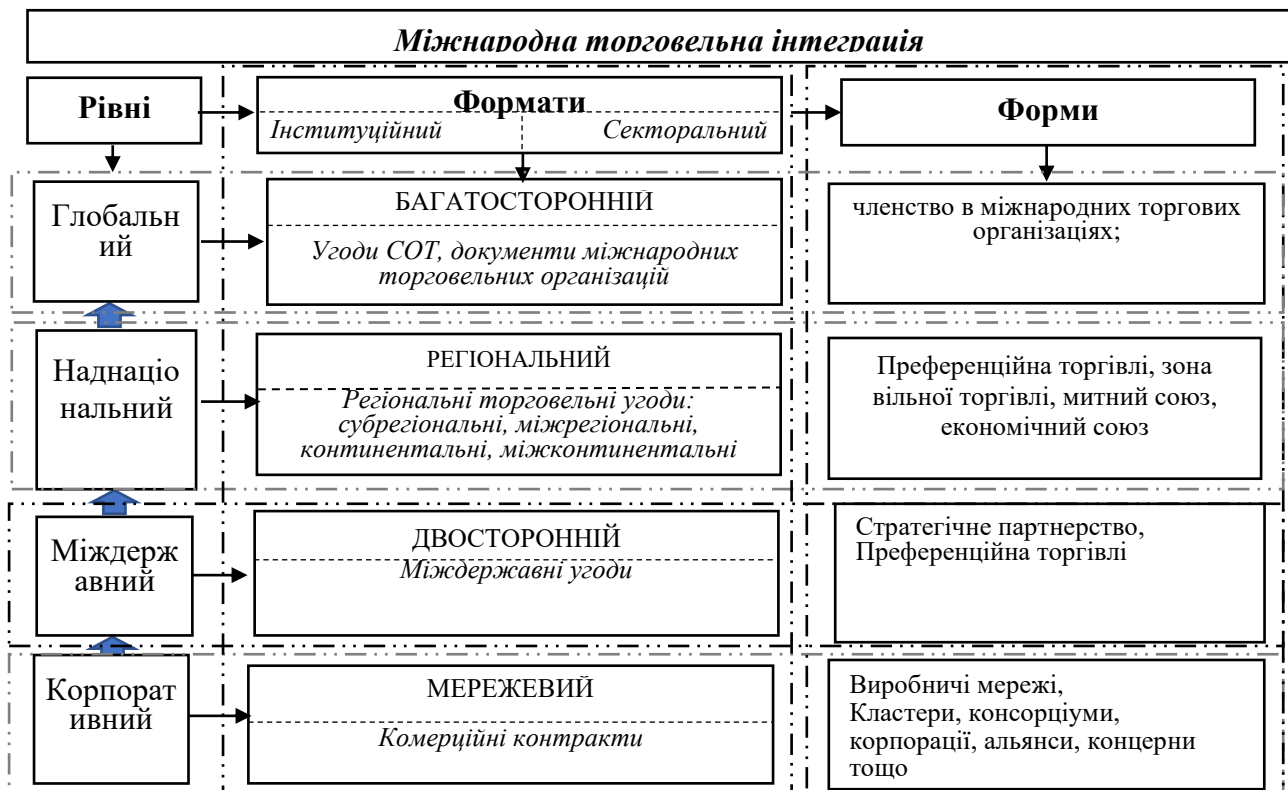 Міжнародна торговельна інтеграція
Рівні
Формати
Інституційний Секторальний
Форми
Глобальн
ий
БАГАТОСТОРОННІЙ
Угоди СОТ, документи міжнародних
торговельних організацій
членство в міжнародних торгових
організаціях;
Наднаціо
нальний
РЕГІОНАЛЬНИЙ
Регіональні торговельні угоди:
субрегіональні, міжрегіональні,
континентальні, міжконтинентальні
Преференційна торгівлі, зона
вільної торгівлі, митний союз,
економічний союз
Міждерж
авний
ДВОСТОРОННІЙ
Міждержавні угоди
Стратегічне партнерство,
Преференційна торгівлі
Корпорат
ивний
МЕРЕЖЕВИЙ
Комерційні контракти
Виробничі мережі,
Кластери, консорціуми,
корпорації, альянси, концерни
тощо